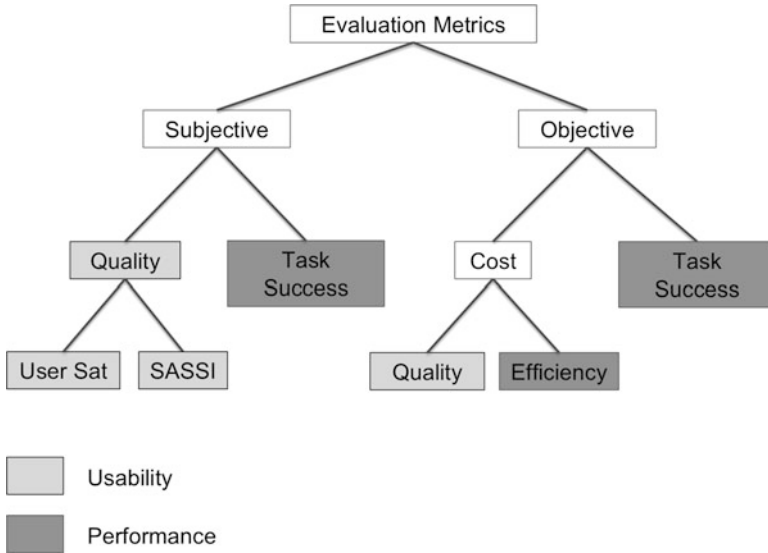 Evaluation Metrics
Subjective
Objective
Quality
Task
Success
Cost
Task
Success
User Sat
SASSI
Quality
Efficiency
Usability
Performance